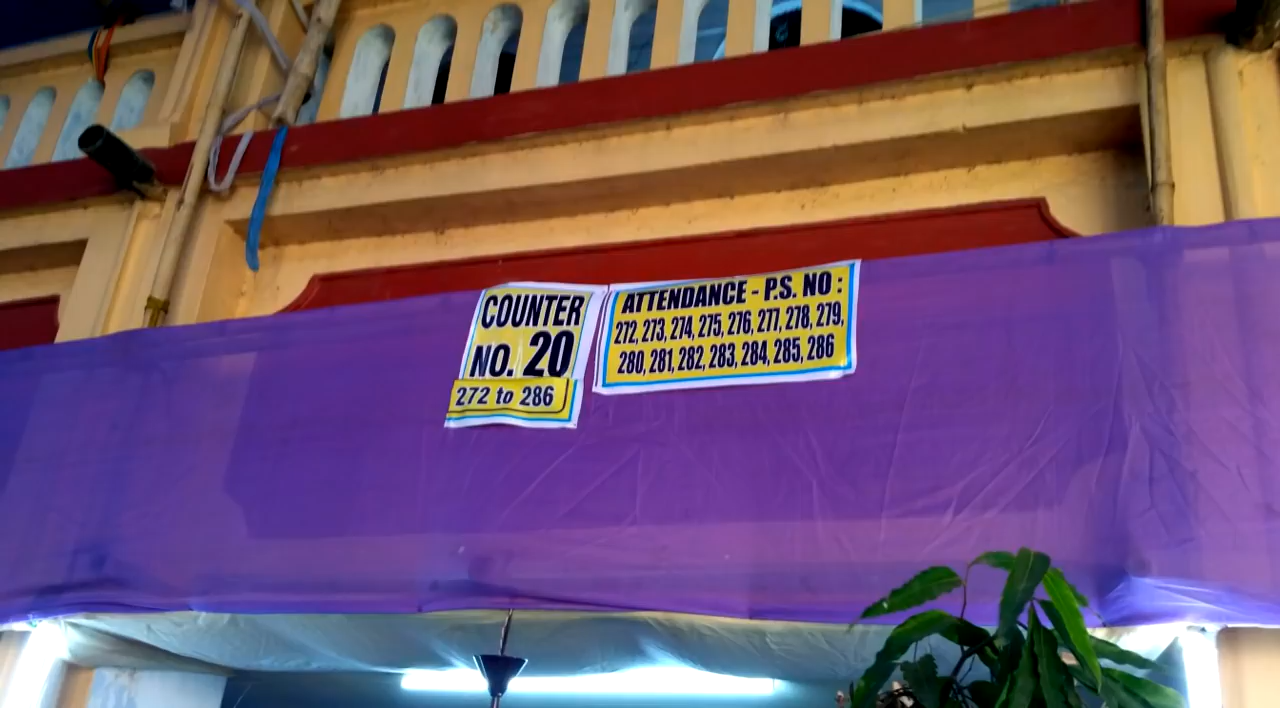 COUNTER
NO. 20
272 to 286
ATTENDANCE - P.S. NO :
272, 273, 274, 275, 276, 277, 278, 279,
280, 281, 282, 283, 284, 285, 286